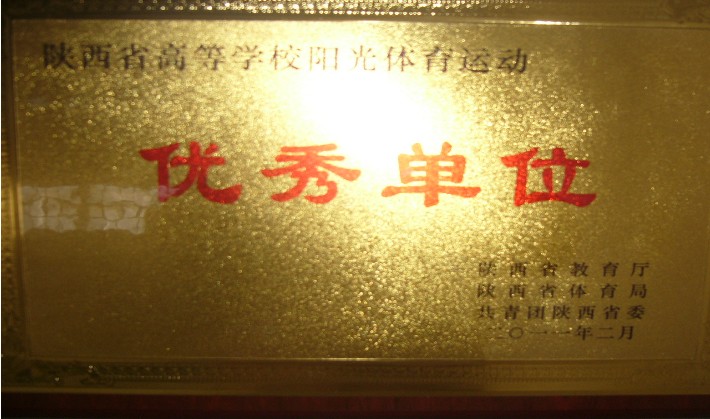 陕西省高等学校阳光体育运动
优秀单位
陕西省教育厅
陕西省体育局
共青团陕西省委
二〇一一年二月